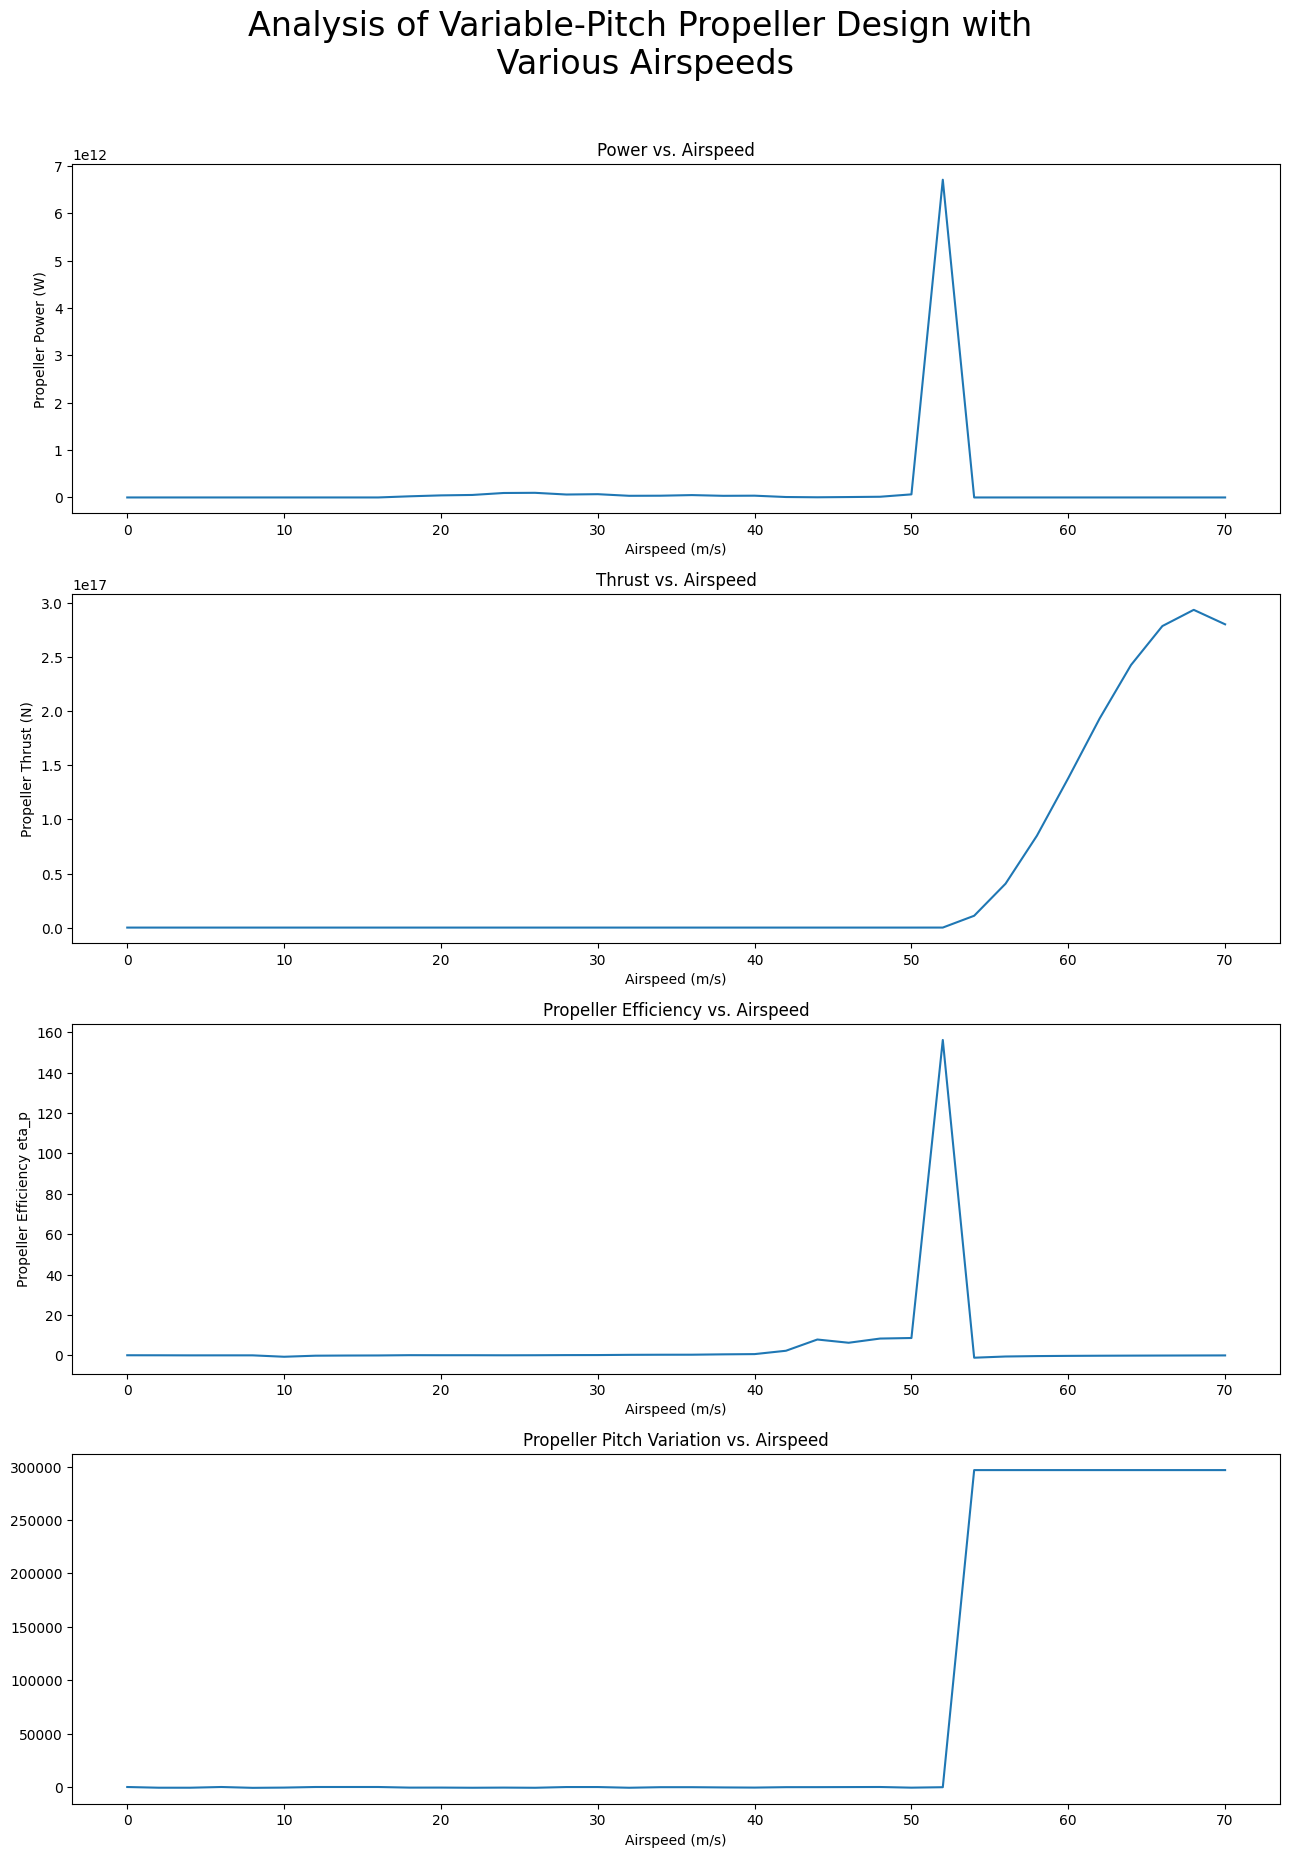 Analysis of Variable-Pitch Propeller Design with
Various Airspeeds
Power vs. Airspeed
1e12
7
6
5
4
3
2
1
0
Propeller Power (W)
0 10 20 30 40 50 60 70
Airspeed (m/s)
Thrust vs. Airspeed
1e17
3.0
2.5
2.0
1.5
1.0
0.5
0.0
Propeller Thrust (N)
0 10 20 30 40 50 60 70
Airspeed (m/s)
Propeller Efficiency vs. Airspeed
160
140
120
100
80
60
40
20
0
Propeller Efficiency eta_p
0 10 20 30 40 50 60 70
Airspeed (m/s)
Propeller Pitch Variation vs. Airspeed
300000
250000
200000
150000
100000
50000
0
0 10 20 30 40 50 60 70
Airspeed (m/s)